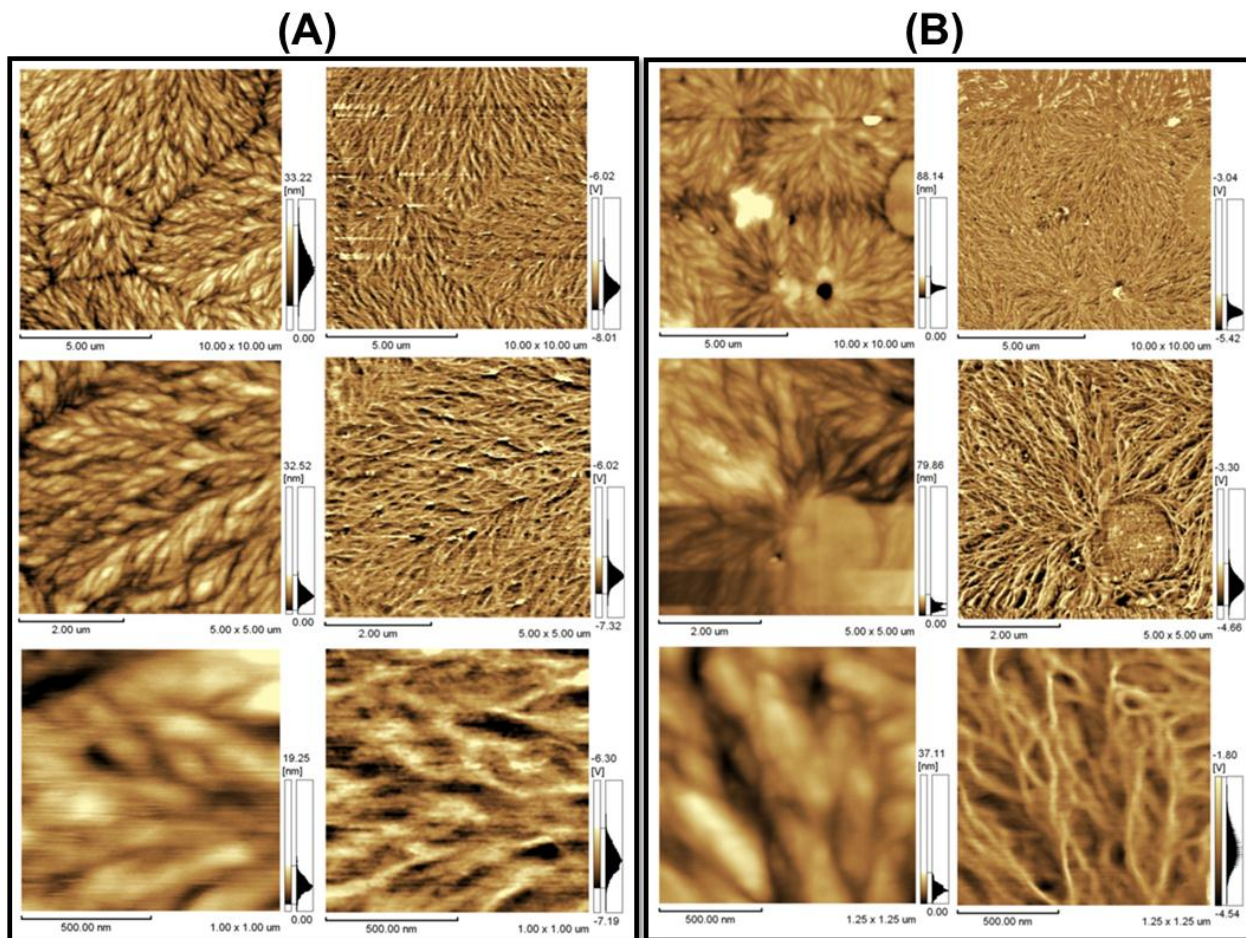 (A)
33.22
[nm]
0.00
5.00 um
10.00 x 10.00 um
-6.02
[V]
-8.01
5.00 um
10.00 x 10.00 um
32.52
[nm]
0.00
2.00 um
5.00 x 5.00 um
-6.02
[V]
-7.32
2.00 um
5.00 x 5.00 um
19.25
[nm]
0.00
500.00 nm
1.00 x 1.00 um
-6.30
[V]
-7.19
500.00 nm
1.00 x 1.00 um
(B)
88.14
[nm]
0.00
5.00 um
10.00 x 10.00 um
-3.04
[V]
-5.42
5.00 um
10.00 x 10.00 um
79.86
[nm]
0.00
2.00 um
5.00 x 5.00 um
-3.30
[V]
-4.66
2.00 um
5.00 x 5.00 um
37.11
[nm]
0.00
500.00 nm
1.25 x 1.25 um
-1.80
[V]
-4.54
500.00 nm
1.25 x 1.25 um